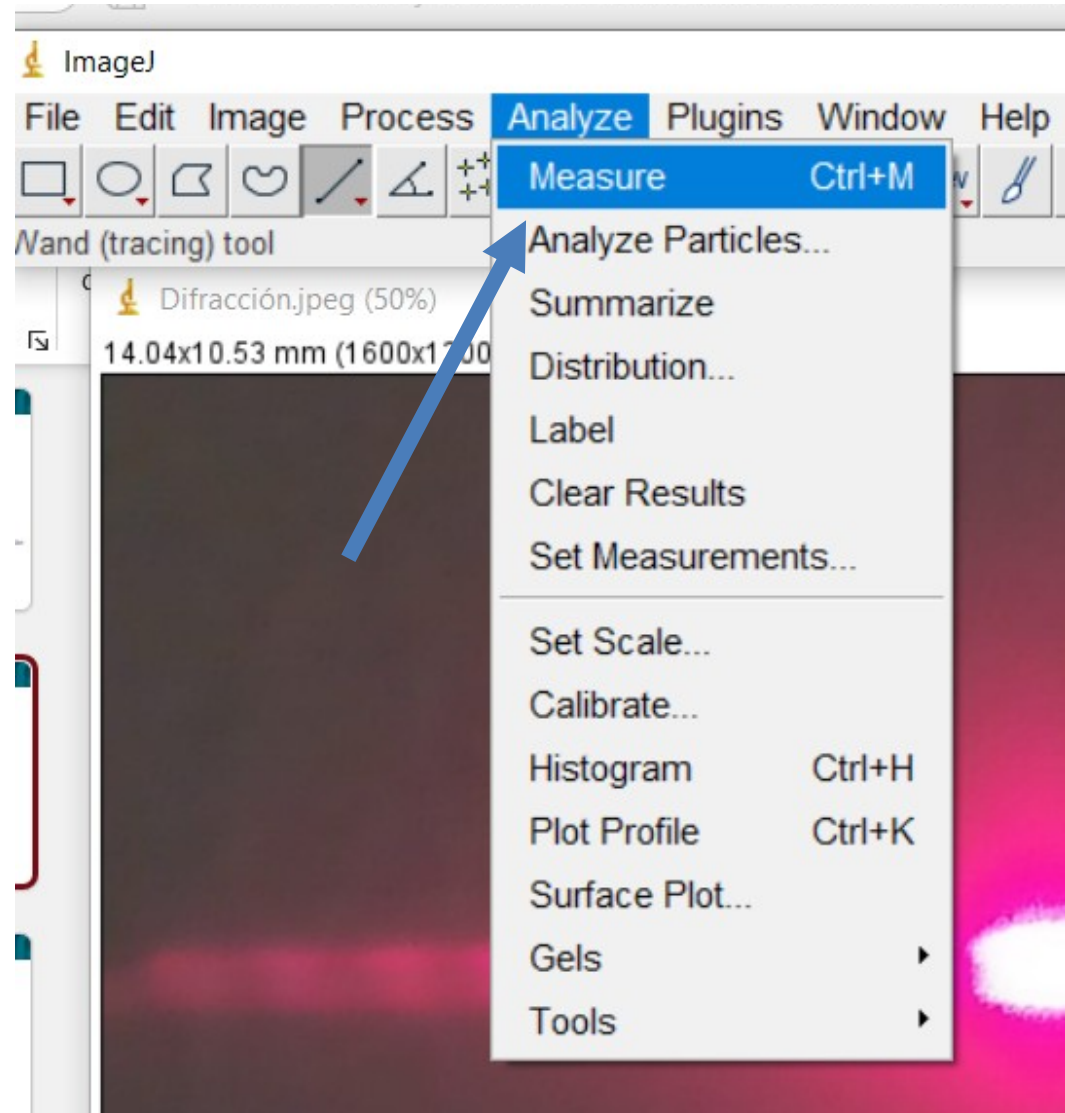 ImageJ
File Edit Image Process Analyze Plugins Window Help
Measure Ctrl+M
(tracing) tool
Analyze Particles...
Difracción.jpeg (50%)
Summarize
14.04x10.53 mm
Distribution...
Label
Clear Results
Set Measurements...
Set Scale...
Calibrate...
Histogram Ctrl+H
Plot Profile Ctrl+K
Surface Plot...
Gels
Tools